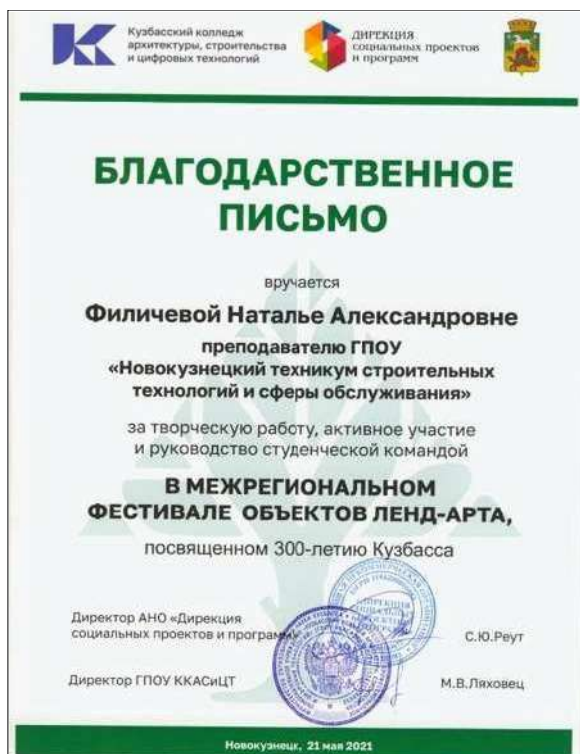 Кузбасский колледж
архитектуры, строительства
и цифровых технологий
ДИРЕКЦИЯ
социальных проектов
и программ
БЛАГОДАРСТВЕННОЕ
ПИСЬМО
вручается
Филичевой Наталье Александровне
преподавателю ГПОУ
«Новокузнецкий техникум строительных
технологий и сферы обслуживания»
за творческую работу, активное участие
и руководство студенческой командой
В МЕЖРЕГИОНАЛЬНОМ
ФЕСТИВАЛЕ ОБЪЕКТОВ ЛЕНД-АРТА,
посвященном 300-летию Кузбасса
Директор АНО «Дирекция
социальных проектов и программ»
С.Ю.Реут
Директор ГПОУ ККАСиЦТ
М.В.Ляховец
Новокузнецк, 21 мая 2021